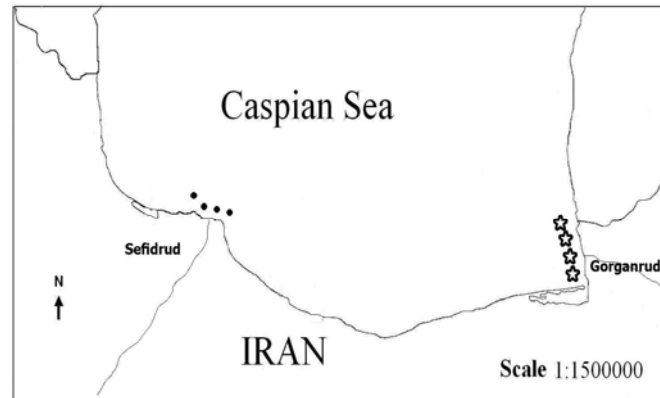 Caspian Sea
Sefidrud
Gorganrud
N
IRAN
Scale 1:1500000